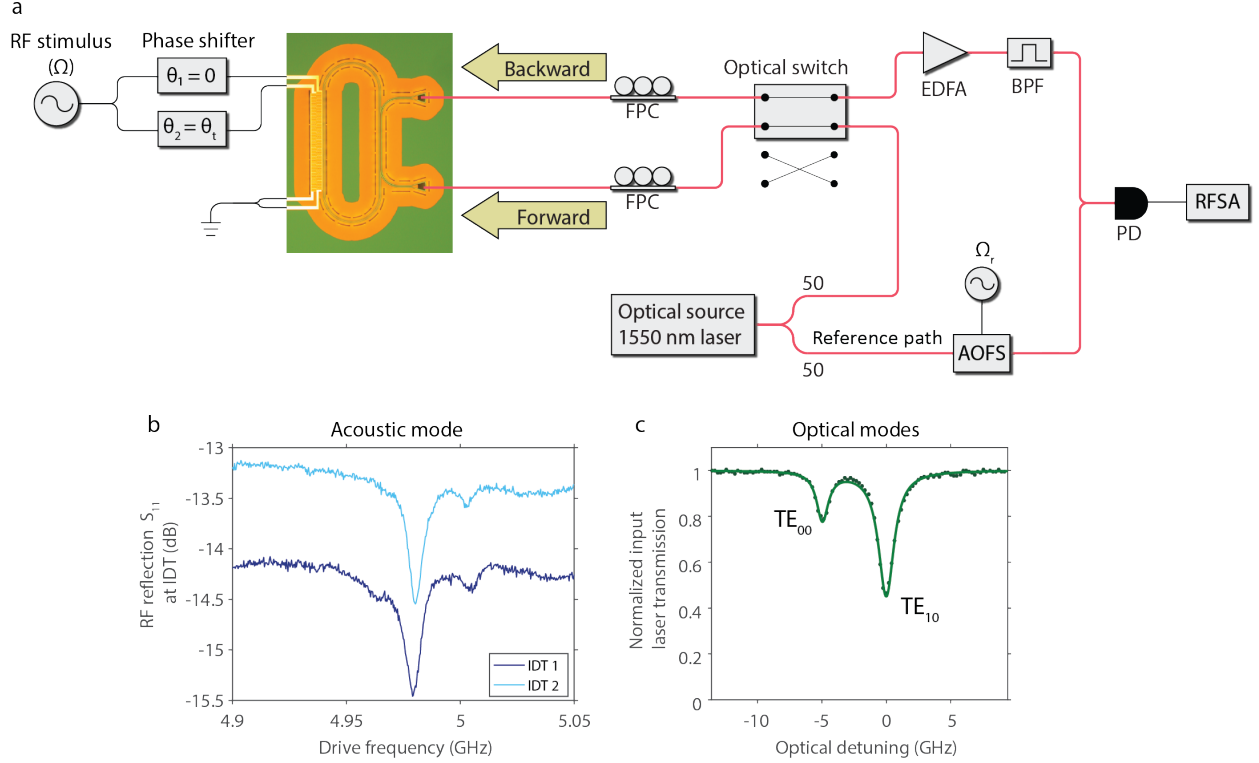 a
RF stimulus
(Ω)
Phase shifter
θ1 = 0
θ2 = θt
Backward
Forward
FPC
FPC
Optical switch
EDFA
BPF
PD
RFSA
Optical source
1550 nm laser
50
Reference path
50
Ωr
AOFS
b
Acoustic mode
RF reflection S11
at IDT (dB)
-13
-13.5
-14
-14.5
-15
-15.5
4.9
4.95
5
5.05
Drive frequency (GHz)
IDT 1
IDT 2
c
Optical modes
Normalized input
laser transmission
1
0.8
0.6
0.4
0.2
0
-10
-5
0
5
Optical detuning (GHz)
TE00
TE10